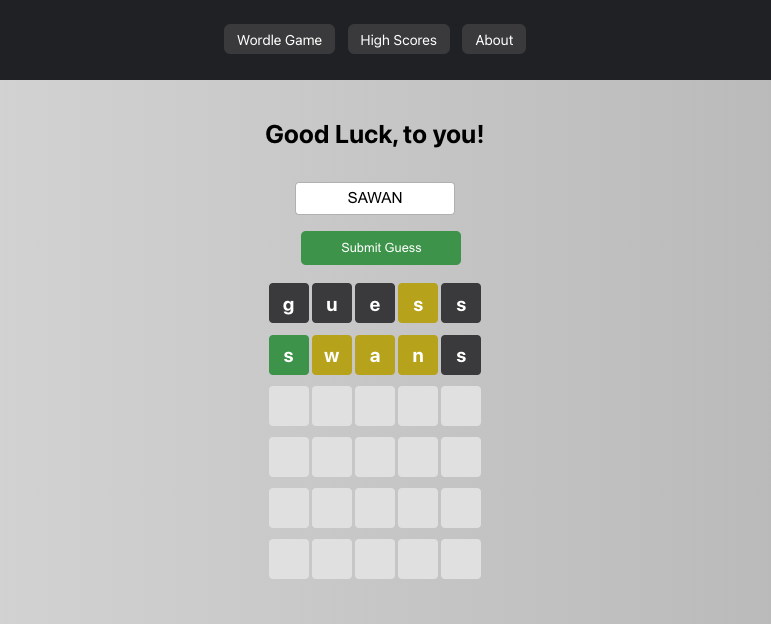 Wordle Game High Scores About
Good Luck, to you!
SAWAN
Submit Guess
g u e s s
s w a n s